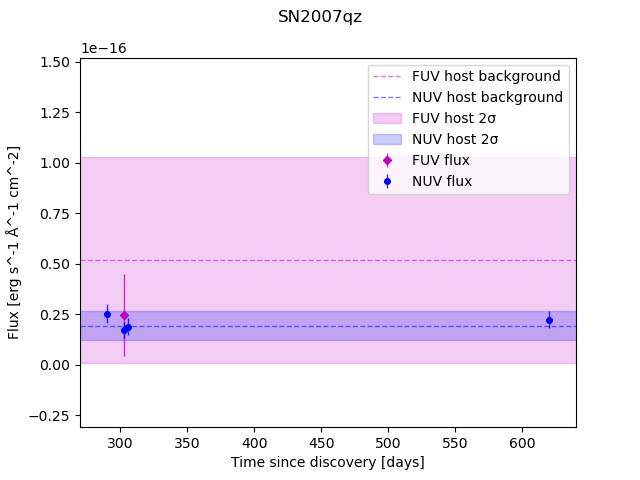 SN2007qz
1e−16
1.50
1.25
1.00
0.75
0.50
0.25
0.00
−0.25
Flux [erg s^-1 Å^-1 cm^-2]
FUV host background
NUV host background
FUV host 2σ
NUV host 2σ
FUV flux
NUV flux
300 350 400 450 500 550 600
Time since discovery [days]